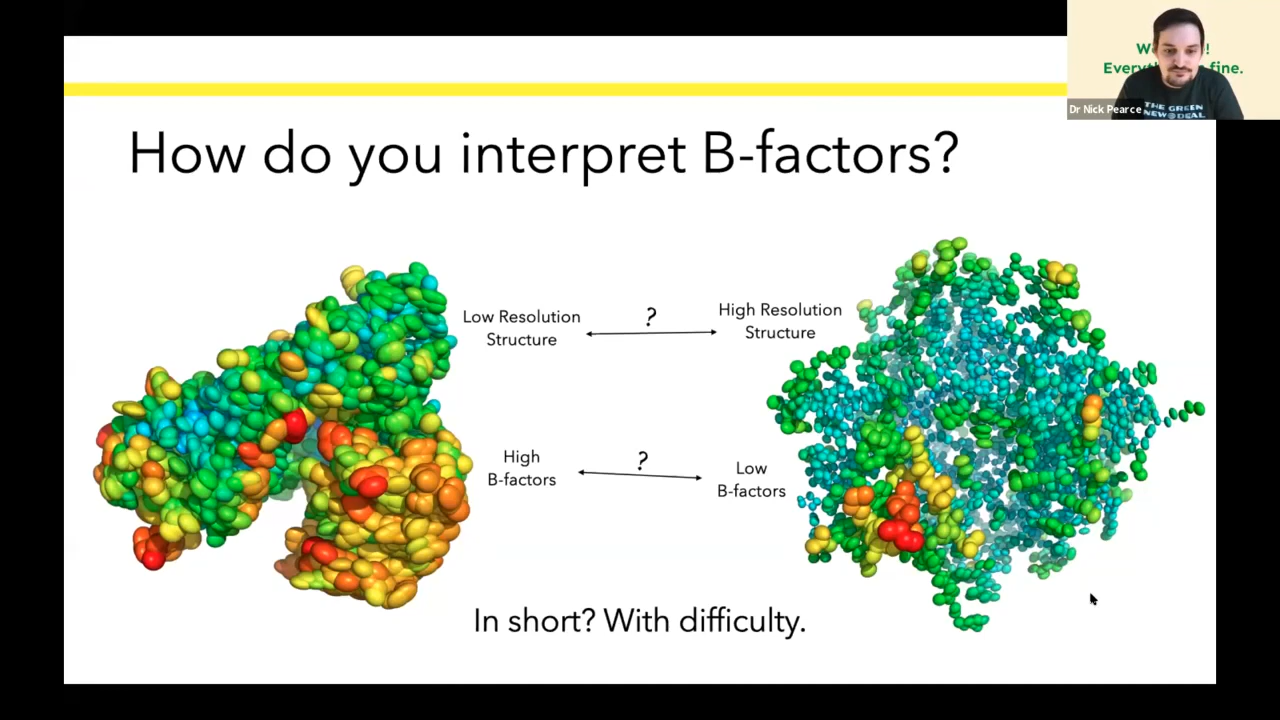 W !
Every fine.
Dr Nick Pearce
THE GREEN
NEW DEAL
How do you interpret B-factors?
Low Resolution
Structure
?
High Resolution
Structure
High
B-factors
?
Low
B-factors
In short? With difficulty.